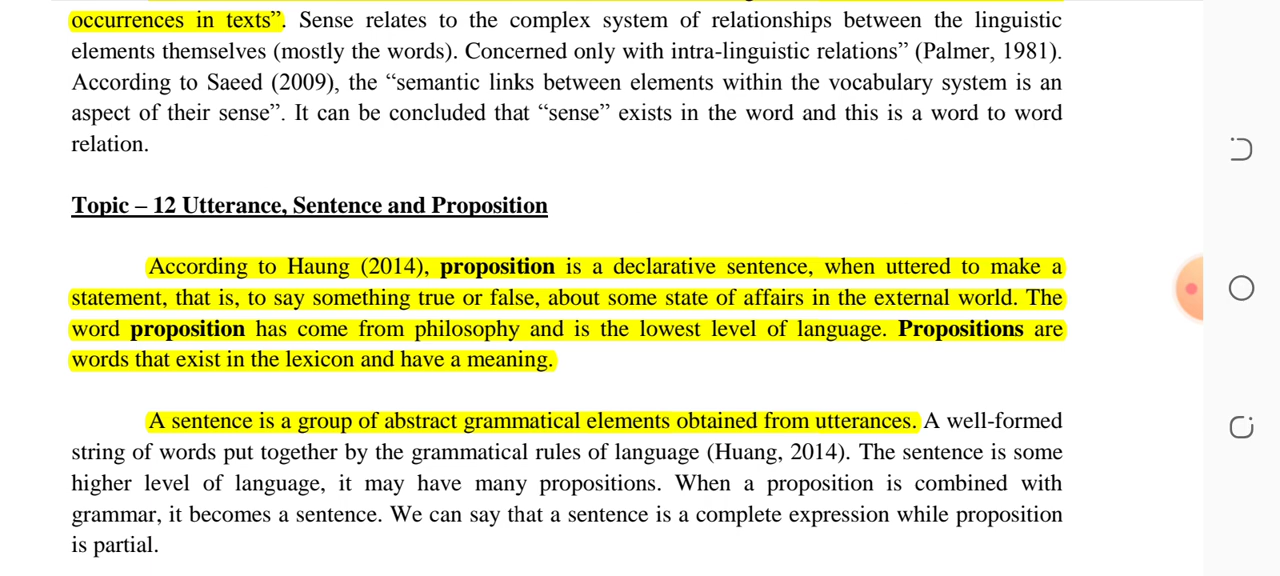 occurrences in texts”. Sense relates to the complex system of relationships between the linguistic
elements themselves (mostly the words). Concerned only with intra-linguistic relations” (Palmer, 1981).
According to Saeed (2009), the “semantic links between elements within the vocabulary system is an
aspect of their sense”. It can be concluded that “sense” exists in the word and this is a word to word
relation.
Topic – 12 Utterance, Sentence and Proposition
According to Haung (2014), proposition is a declarative sentence, when uttered to make a
statement, that is, to say something true or false, about some state of affairs in the external world. The
word proposition has come from philosophy and is the lowest level of language. Propositions are
words that exist in the lexicon and have a meaning.
A sentence is a group of abstract grammatical elements obtained from utterances. A well-formed
string of words put together by the grammatical rules of language (Huang, 2014). The sentence is some
higher level of language, it may have many propositions. When a proposition is combined with
grammar, it becomes a sentence. We can say that a sentence is a complete expression while proposition
is partial.